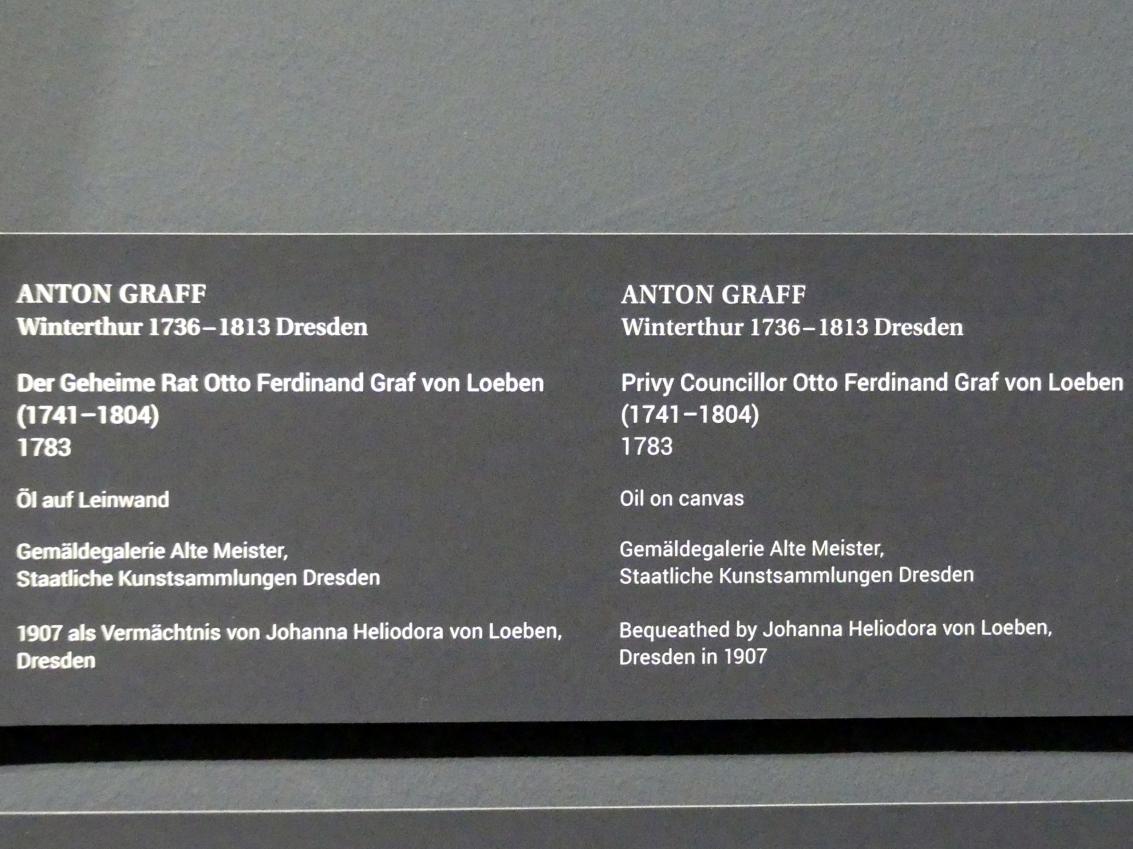 ANTON GRAFF
Winterthur 1736–1813 Dresden
Der Geheime Rat Otto Ferdinand Graf von Loeben
(1741–1804)
1783
Öl auf Leinwand
Gemäldegalerie Alte Meister,
Staatliche Kunstsammlungen Dresden
1907 als Vermächtnis von Johanna Heliodora von Loeben,
Dresden
ANTON GRAFF
Winterthur 1736–1813 Dresden
Privy Councillor Otto Ferdinand Graf von Loeben
(1741–1804)
1783
Oil on canvas
Gemäldegalerie Alte Meister,
Staatliche Kunstsammlungen Dresden
Bequeathed by Johanna Heliodora von Loeben,
Dresden in 1907